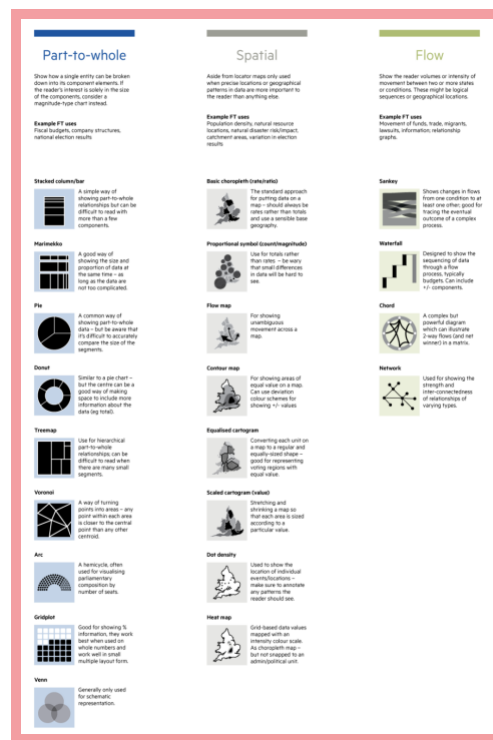 Part-to-whole
Show how a single entity can be broken
down into its component elements. If
the reader's interest is solely in the size
of the components, consider a
magnitude-type chart instead.
Example FT uses
Fiscal budgets, company structures,
national election results
Stacked column/bar
A simple way of
showing part-to-whole
relationships but can be
difficult to read with
more than a few
components.
Marimekko
A good way of
showing the size and
proportion of data at
the same time – as
long as the data are
not too complicated.
Pie
A common way of
showing part-to-whole
data – but be aware that
it's difficult to accurately
compare the size of the
segments.
Donut
Similar to a pie chart –
but the centre can be a
good way of making
space to include more
information about the
data (eg total).
Treemap
Use for hierarchical
part-to-whole
relationships; can be
difficult to read when
there are many small
segments.
Voronoi
A way of turning
points into areas – any
point within each area
is closer to the central
point than any other
centroid.
Arc
A hemicycle, often
used for visualising
parliamentary
composition by
number of seats.
Gridplot
Good for showing %
information, they work
best when used on
whole numbers and
work well in small
multiple layout form.
Venn
Generally only used
for schematic
representation.
Spatial
Aside from locator maps only used
when precise locations or geographical
patterns in data are more important to
the reader than anything else.
Example FT uses
Population density, natural resource
locations, natural disaster risk/impact,
catchment areas, variation in election
results
Basic choropleth (rate/ratio)
The standard approach
for putting data on a
map – should always be
rates rather than totals
and use a sensible base
geography.
Proportional symbol (count/magnitude)
Use for totals rather
than rates – be wary
that small differences
in data will be hard to
see.
Flow map
For showing
unambiguous
movement across a
map.
Contour map
For showing areas of
equal value on a map.
Can use deviation
colour schemes for
showing +/- values
Equalised cartogram
Converting each unit on
a map to a regular and
equally-sized shape –
good for representing
voting regions with
equal value.
Scaled cartogram (value)
Stretching and
shrinking a map so
that each area is sized
according to a
particular value.
Dot density
Used to show the
location of individual
events/locations –
make sure to annotate
any patterns the
reader should see.
Heat map
Grid-based data values
mapped with an
intensity colour scale.
As choropleth map –
but not snapped to an
admin/political unit.
Flow
Show the reader volumes or intensity of
movement between two or more states
or conditions. These might be logical
sequences or geographical locations.
Example FT uses
Movement of funds, trade, migrants,
lawsuits, information; relationship
graphs.
Sankey
Shows changes in flows
from one condition to at
least one other; good for
tracing the eventual
outcome of a complex
process.
Waterfall
Designed to show the
sequencing of data
through a flow
process, typically
budgets. Can include
+/- components.
Chord
A complex but
powerful diagram
which can illustrate
2-way flows (and net
winner) in a matrix.
Network
Used for showing the
strength and
inter-connectedness
of relationships of
varying types.